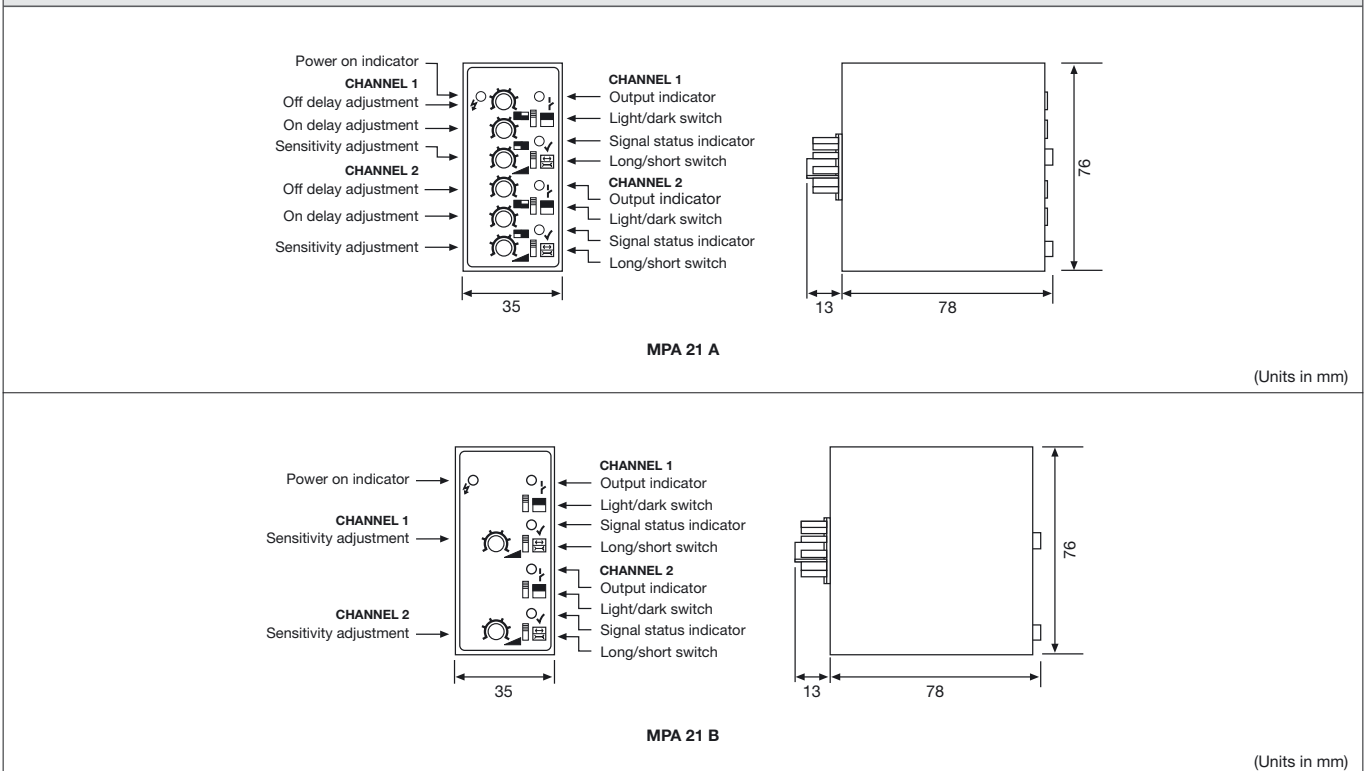 Power on indicator
CHANNEL 1
Off delay adjustment
On delay adjustment
Sensitivity adjustment
CHANNEL 2
Off delay adjustment
On delay adjustment
Sensitivity adjustment
CHANNEL 1
Output indicator
Light/dark switch
Signal status indicator
Long/short switch
CHANNEL 2
Output indicator
Light/dark switch
Signal status indicator
Long/short switch
35
13
78
76
MPA 21 A
(Units in mm)
Power on indicator
CHANNEL 1
Sensitivity adjustment
CHANNEL 2
Sensitivity adjustment
CHANNEL 1
Output indicator
Light/dark switch
Signal status indicator
Long/short switch
CHANNEL 2
Output indicator
Light/dark switch
Signal status indicator
Long/short switch
35
13
78
76
MPA 21 B
(Units in mm)